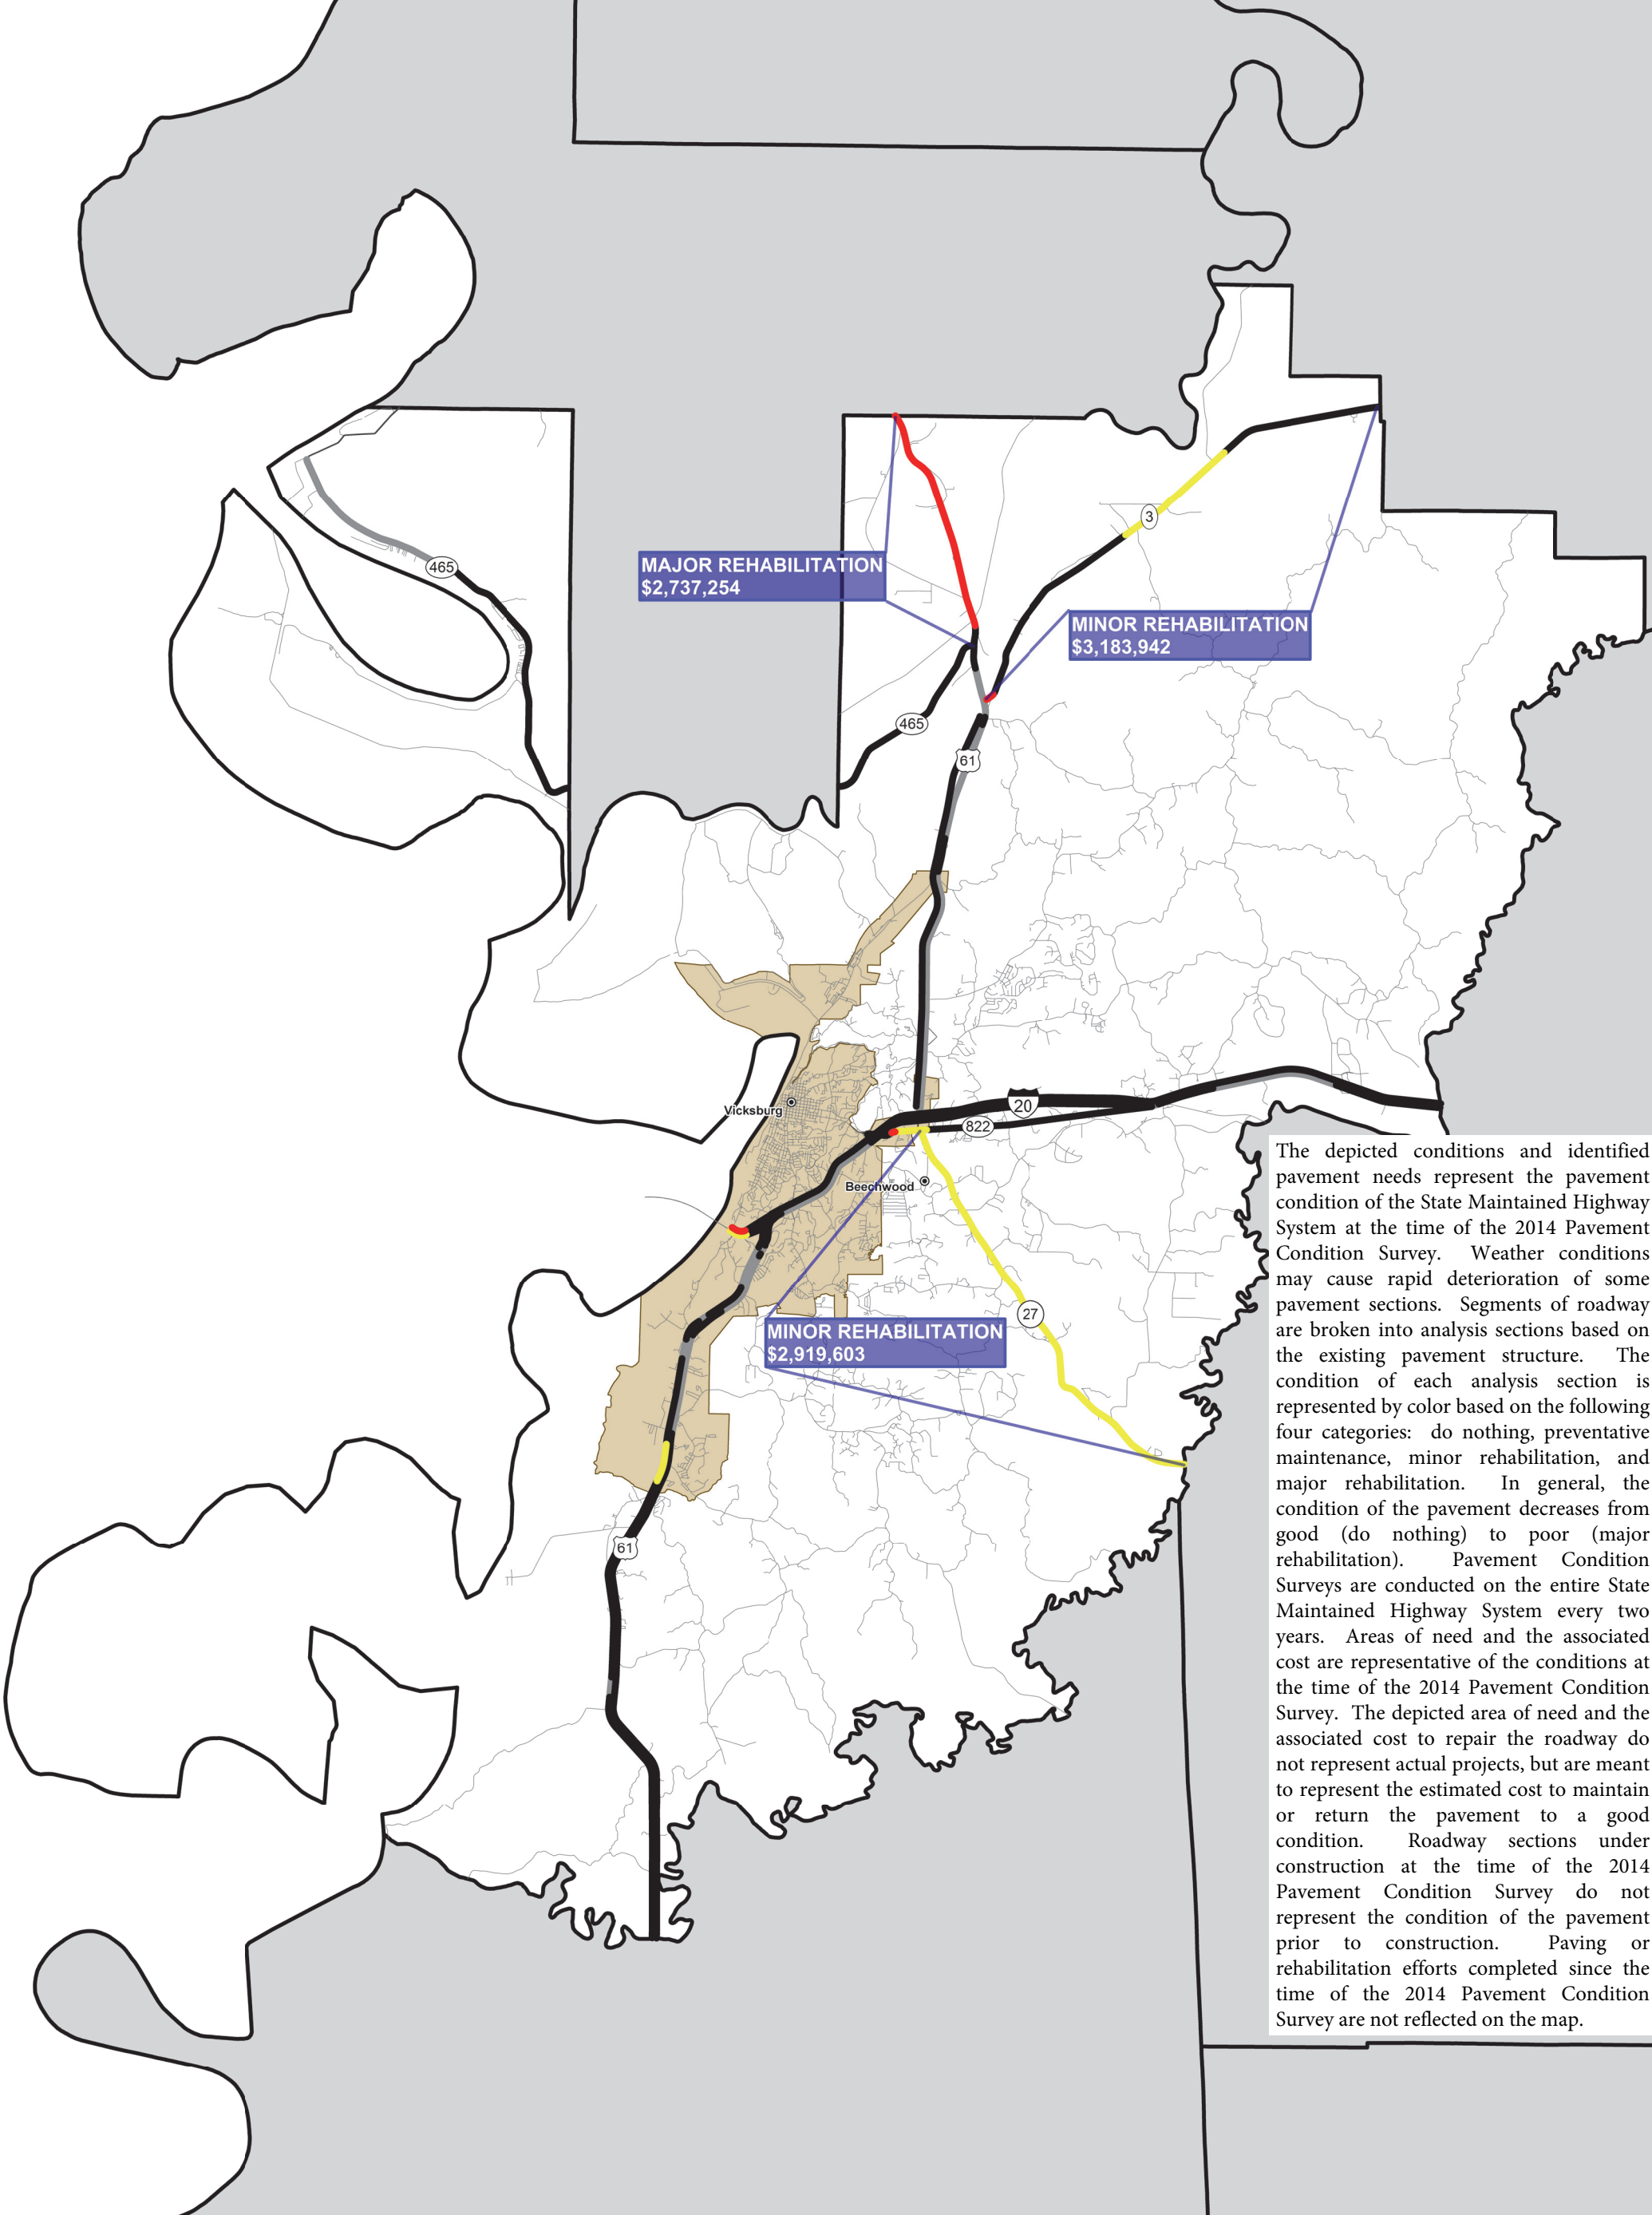 3
465
MAJOR REHABILITATION
$2,737,254
MINOR REHABILITATION
$3,183,942
465
61
20
Vicksburg
822
Beechwood
27
MINOR REHABILITATION
$2,919,603
61
The depicted conditions and identified
pavement needs represent the pavement
condition of the State Maintained Highway
System at the time of the 2014 Pavement
Condition Survey. Weather conditions
may cause rapid deterioration of some
pavement sections. Segments of roadway
are broken into analysis sections based on
the existing pavement structure. The
condition of each analysis section is
represented by color based on the following
four categories: do nothing, preventative
maintenance, minor rehabilitation, and
major rehabilitation. In general, the
condition of the pavement decreases from
good (do nothing) to poor (major
rehabilitation). Pavement Condition
Surveys are conducted on the entire State
Maintained Highway System every two
years. Areas of need and the associated
cost are representative of the conditions at
the time of the 2014 Pavement Condition
Survey. The depicted area of need and the
associated cost to repair the roadway do
not represent actual projects, but are meant
to represent the estimated cost to maintain
or return the pavement to a good
condition. Roadway sections under
construction at the time of the 2014
Pavement Condition Survey do not
represent the condition of the pavement
prior to construction. Paving or
rehabilitation efforts completed since the
time of the 2014 Pavement Condition
Survey are not reflected on the map.